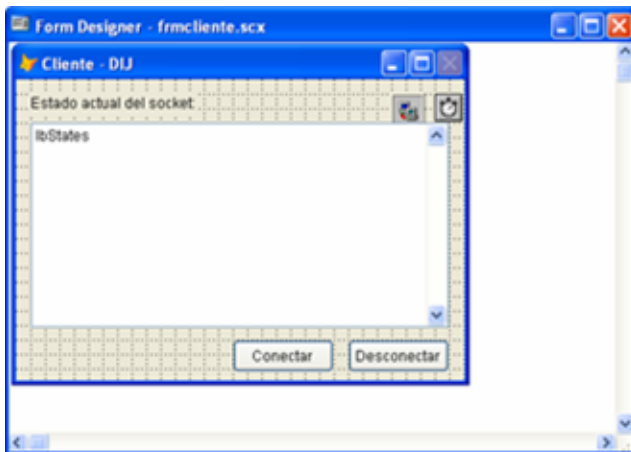 Form Designer - frmcliente.scx
Cliente - DIJ
Estado actual del socket
lbStates
Conectar
Desconectar